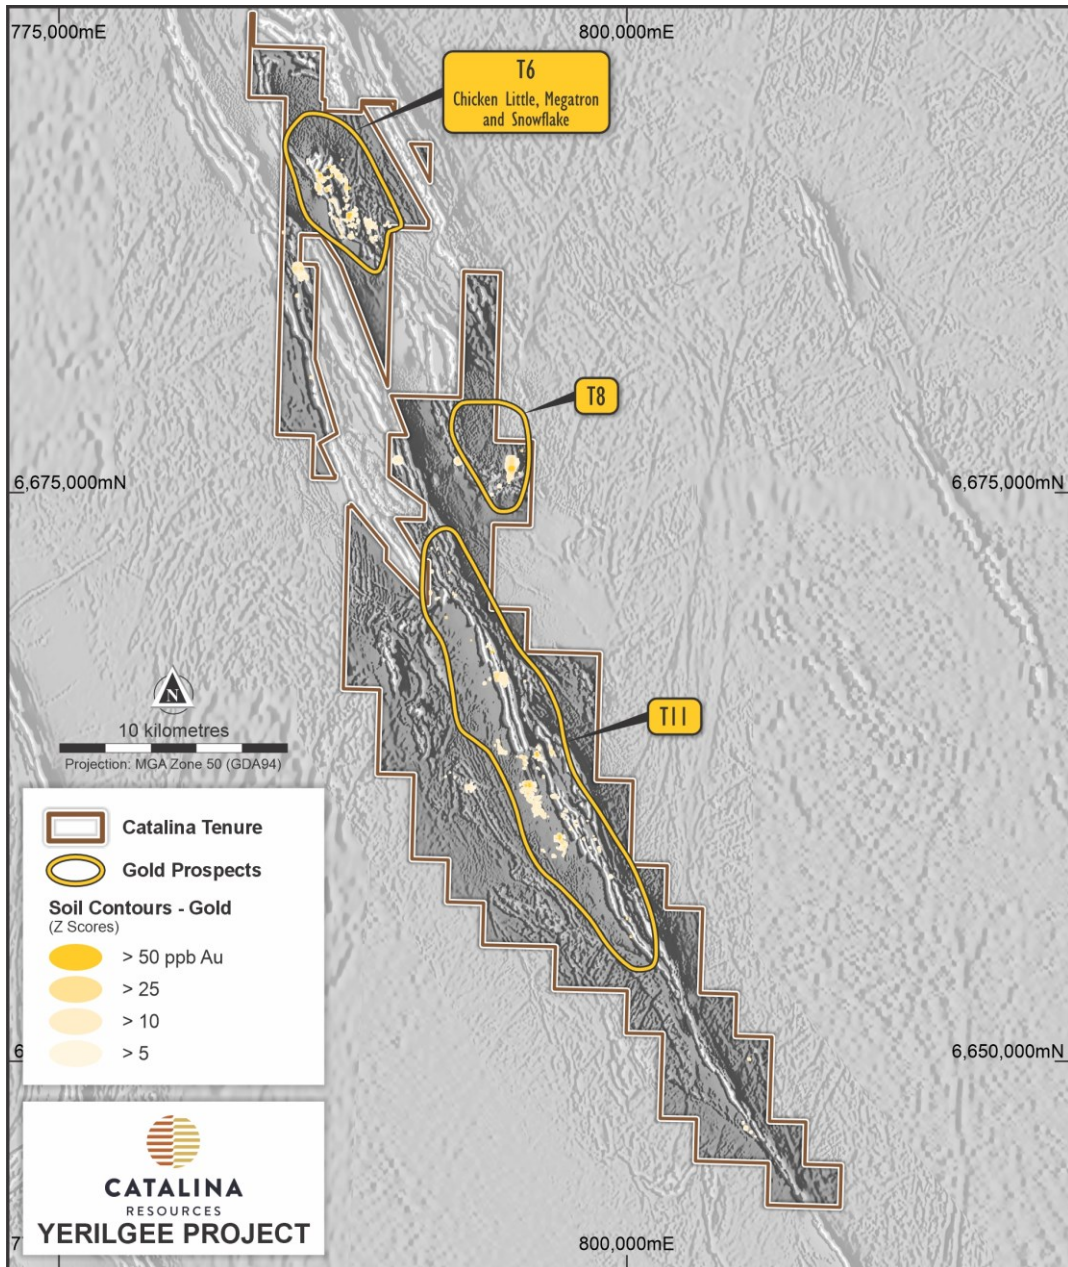 775,000mE
800,000mE
T6
Chicken Little, Megatron
and Snowflake
T8
6,675,000mN
6,675,000mN
T11
N
10 kilometres
Projection: MGA Zone 50 (GDA94)
Catalina Tenure
Gold Prospects
Soil Contours - Gold
(Z Scores)
> 50 ppb Au
> 25
> 10
> 5
6,650,000mN
CATALINA
RESOURCES
YERILGEE PROJECT
800,000mE